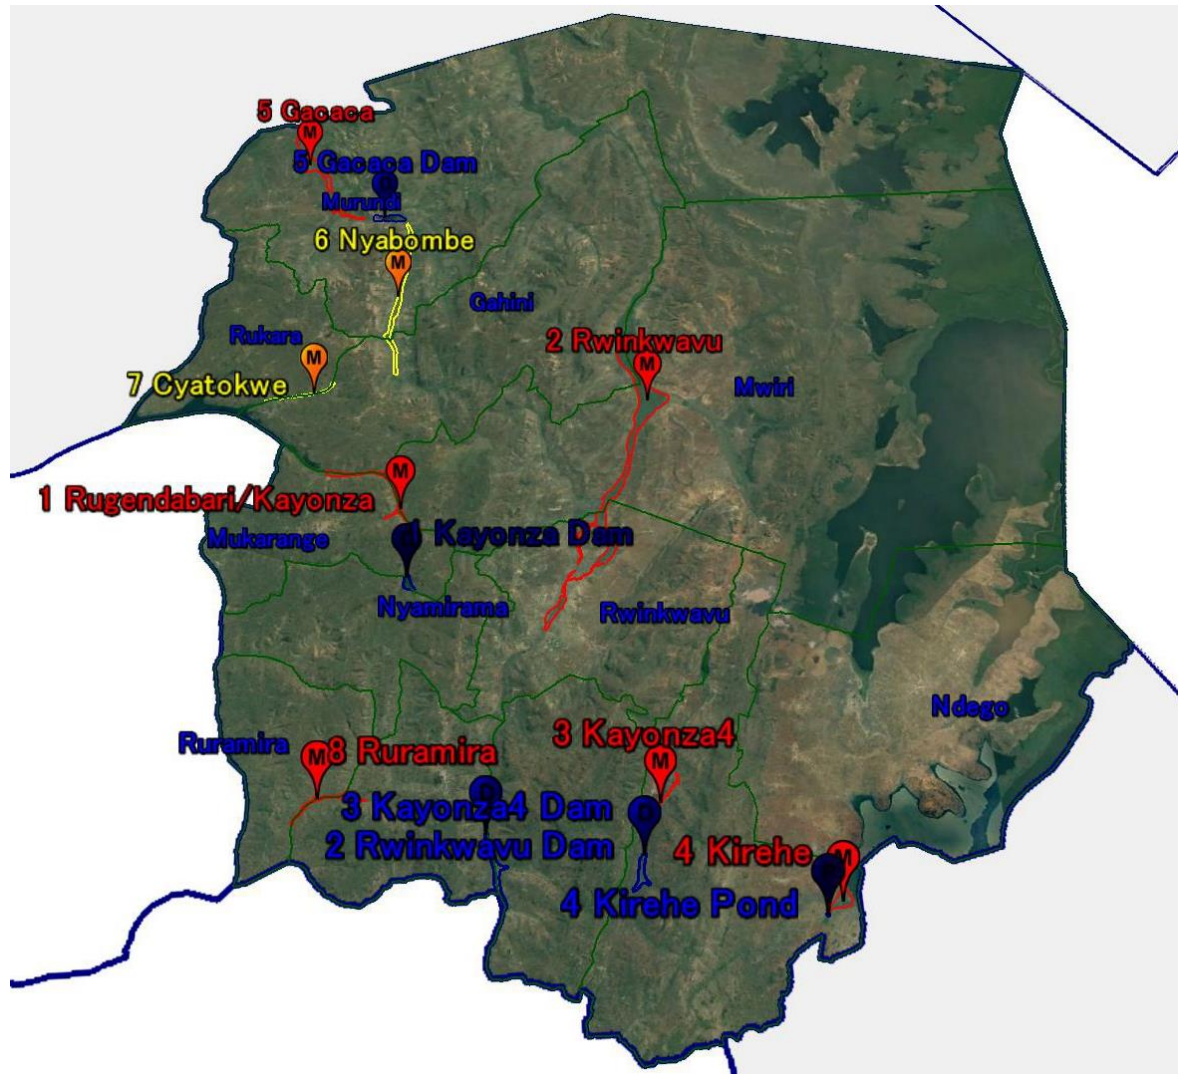 5 Gacaca
M
5 Gacaca Dam
D
Murundi
6 Nyabombe
M
Gahini
Rukara
M
2 Rwinkwavu
M
7 Cyatokwe
Mwiri
M
1 Rugendabari/Kayonza
1 Kayonza Dam
Mukarange
Nyamirama
Rwinkwavu
Ndego
Ruramira
M
8 Ruramira
3 Kayonza4
M
D
3 Kayonza4 Dam
D
2 Rwinkwavu Dam
4 Kirehe
M
4 Kirehe Pond